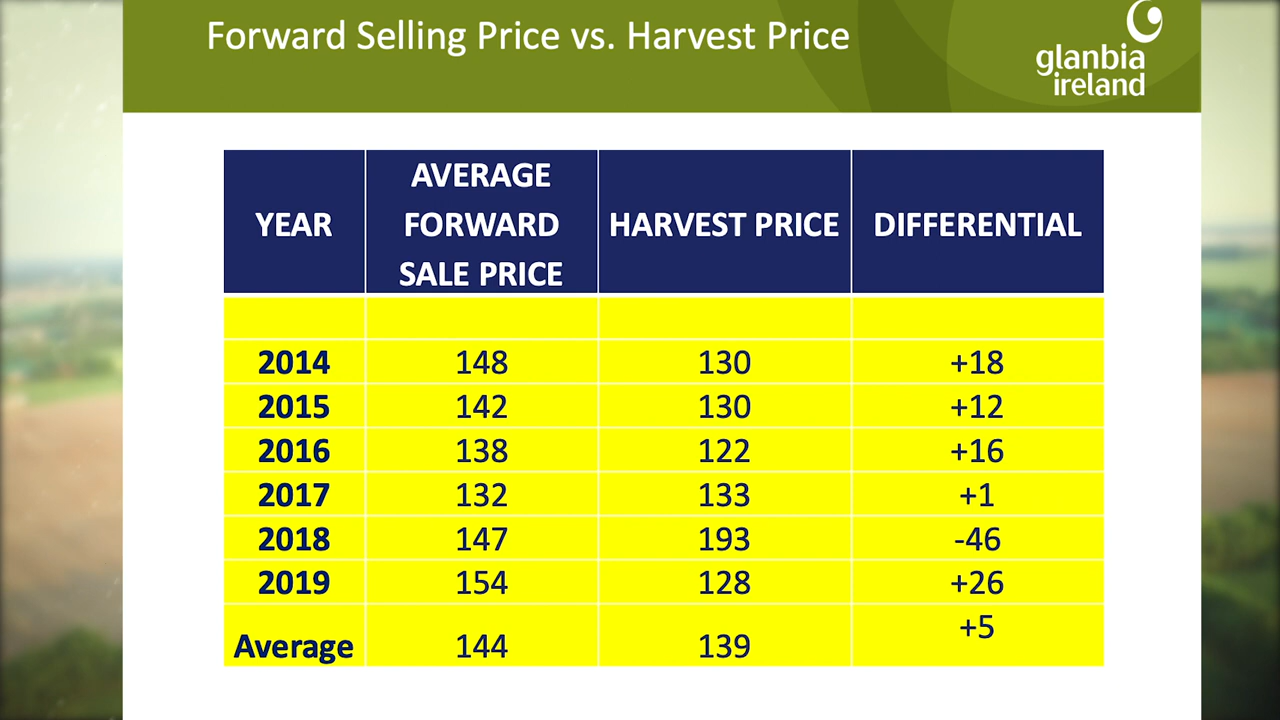 Forward Selling Price vs. Harvest Price
glanbia
ireland
YEAR AVERAGE FORWARD SALE PRICE HARVEST PRICE DIFFERENTIAL
2014 148 130 +18
2015 142 130 +12
2016 138 122 +16
2017 132 133 +1
2018 147 193 -46
2019 154 128 +26
Average 144 139 +5